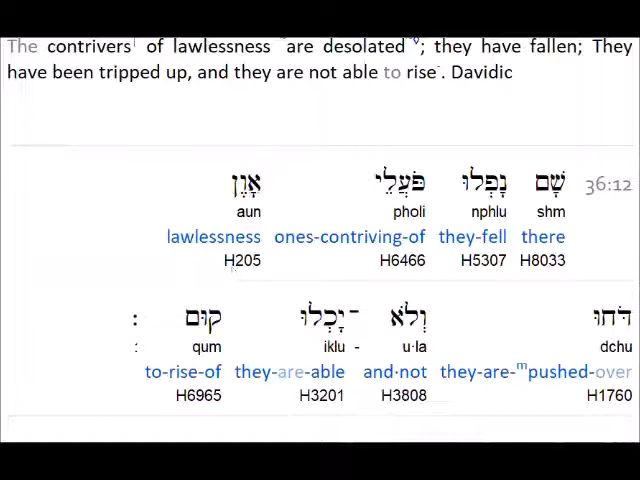 The contrivers of lawlessness are desolated; they have fallen; They
have been tripped up, and they are not able to rise. Davidic
36:12 שָׁם נָפְלוּ פֹּעֲלֵי אָוֶן
aun pholi nphlu shm
lawlessness ones-contriving-of they-fell there
H205 H6466 H5307 H8033
דֹּחוּ וְלֹא ־ יָכְלוּ קוּם :
: qum iklu - u·la dchu
to-rise-of they-are-able and·not they-are-ᵐpushed-over
H6965 H3201 H3808 H1760